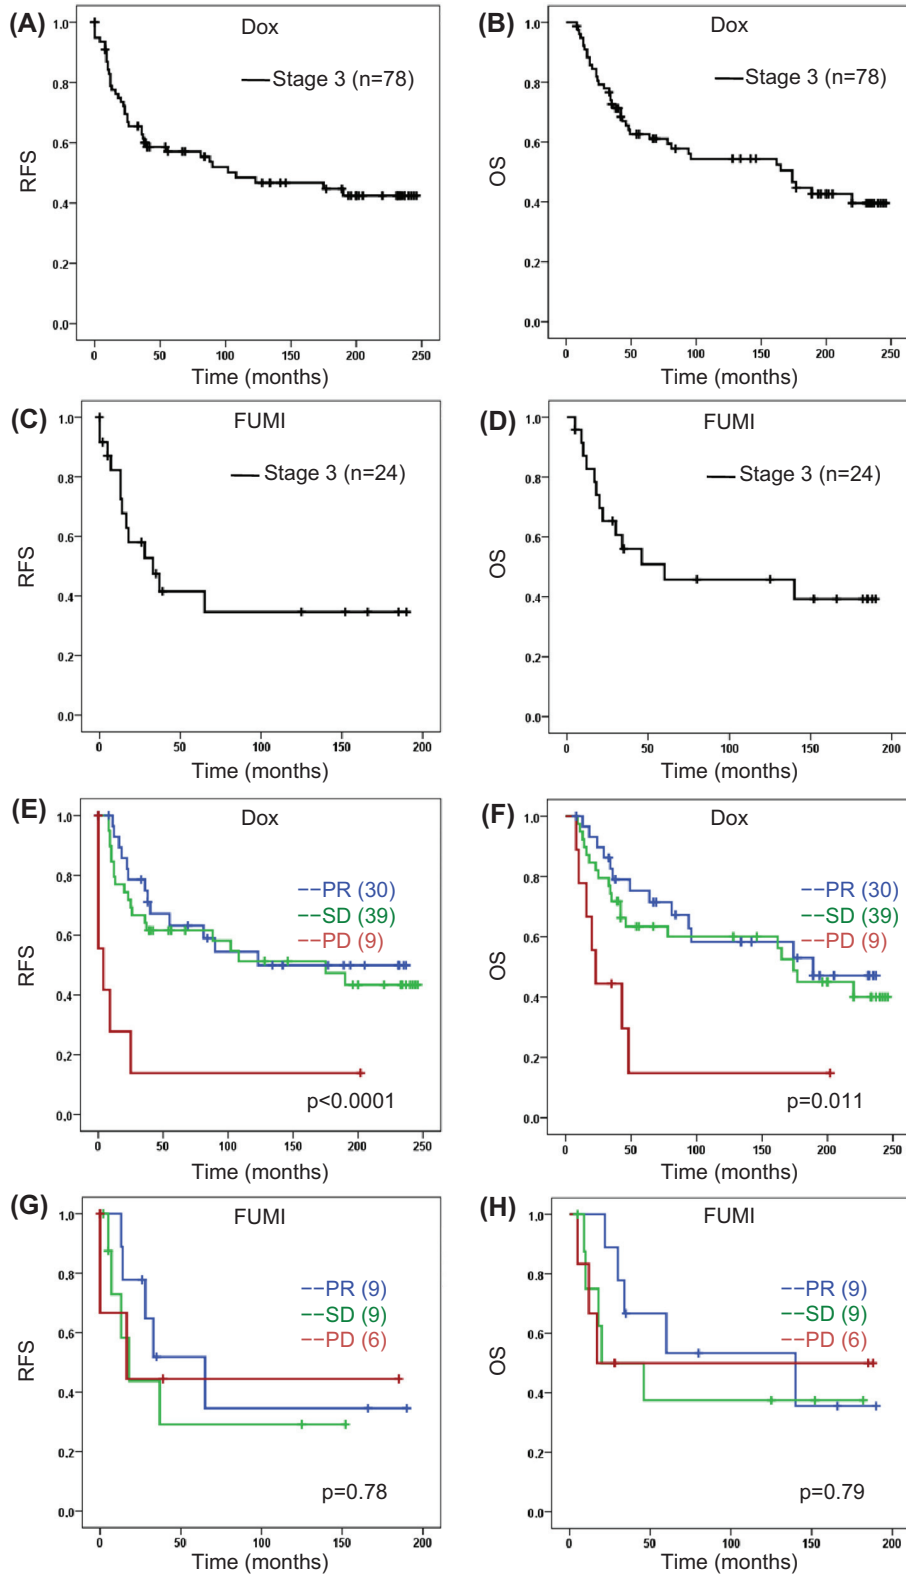 (A)
Dox
Stage 3 (n=78)
RFS
1.0
0.8
0.6
0.4
0.2
0.0
0 50 100 150 200 250
Time (months)
(B)
Dox
Stage 3 (n=78)
OS
1.0
0.8
0.6
0.4
0.2
0.0
0 50 100 150 200 250
Time (months)
(C)
FUMI
Stage 3 (n=24)
RFS
1.0
0.8
0.6
0.4
0.2
0.0
0 50 100 150 200
Time (months)
(D)
FUMI
Stage 3 (n=24)
OS
1.0
0.8
0.6
0.4
0.2
0.0
0 50 100 150 200
Time (months)
(E)
Dox
PR (30)
SD (39)
PD (9)
RFS
1.0
0.8
0.6
0.4
0.2
0.0
p<0.0001
0 50 100 150 200 250
Time (months)
(F)
Dox
PR (30)
SD (39)
PD (9)
OS
1.0
0.8
0.6
0.4
0.2
0.0
p=0.011
0 50 100 150 200 250
Time (months)
(G)
FUMI
PR (9)
SD (9)
PD (6)
RFS
1.0
0.8
0.6
0.4
0.2
0.0
p=0.78
0 50 100 150 200
Time (months)
(H)
FUMI
PR (9)
SD (9)
PD (6)
OS
1.0
0.8
0.6
0.4
0.2
0.0
p=0.79
0 50 100 150 200
Time (months)